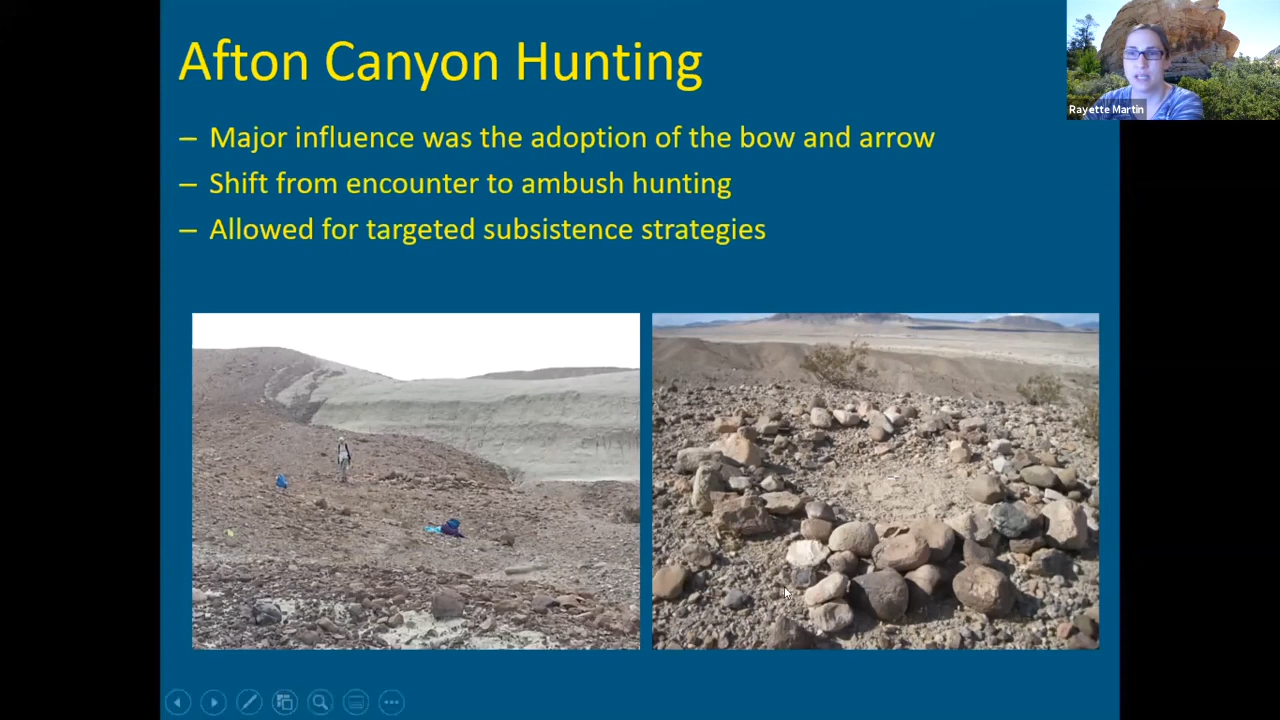 Afton Canyon Hunting
– Major influence was the adoption of the bow and arrow
– Shift from encounter to ambush hunting
– Allowed for targeted subsistence strategies
Rayette Martin